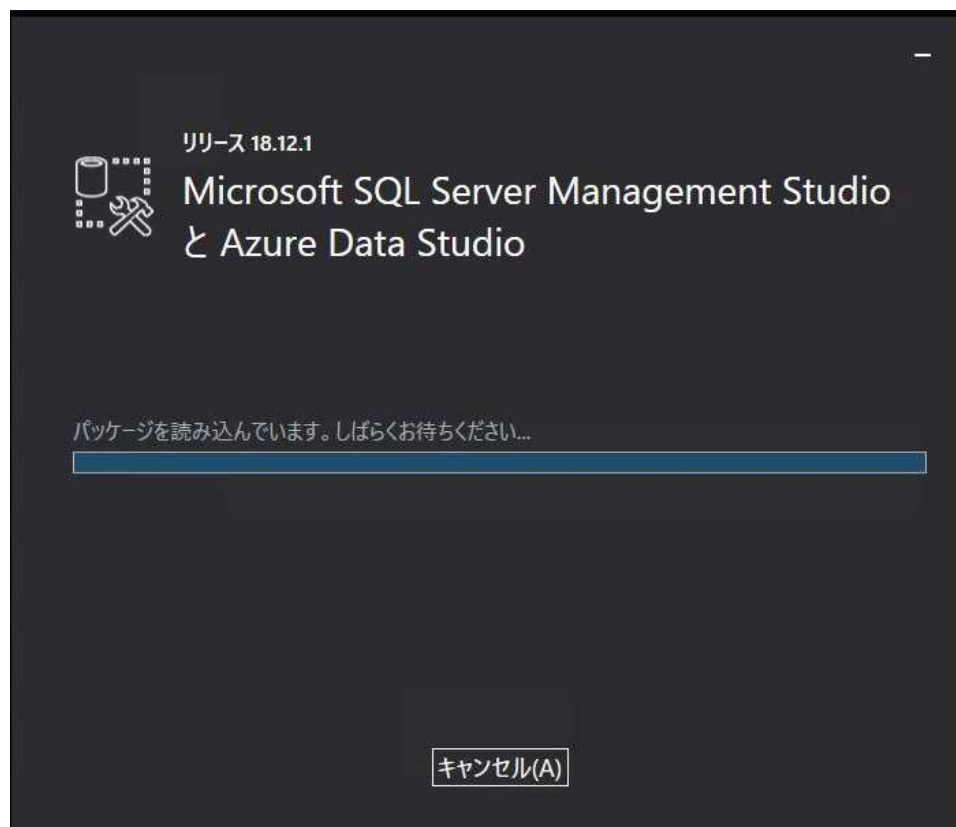 リリース 18.12.1
Microsoft SQL Server Management Studio
と Azure Data Studio
パッケージを読み込んでいます。しばらくお待ちください...
キャンセル(A)